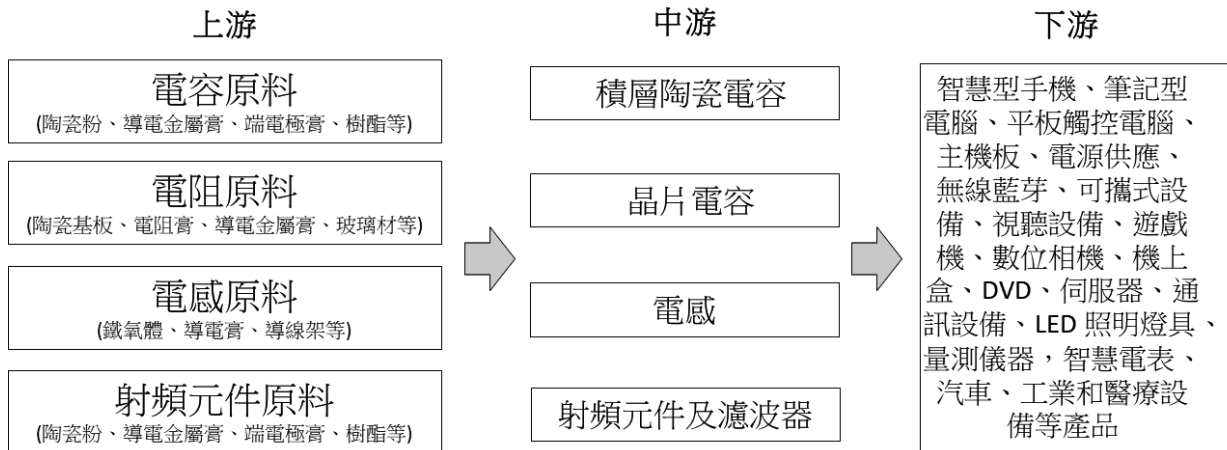 上游
電容原料
(陶瓷粉、導電金屬膏、端電極膏、樹酯等)
電阻原料
(陶瓷基板、電阻膏、導電金屬膏、玻璃材等)
電感原料
(鐵氧體、導電膏、導線架等)
射頻元件原料
(陶瓷粉、導電金屬膏、端電極膏、樹酯等)
中游
積層陶瓷電容
晶片電容
電感
射頻元件及濾波器
下游
智慧型手機、筆記型
電腦、平板觸控電腦、
主機板、電源供應、
無線藍芽、可攜式設
備、視聽設備、遊戲
機、數位相機、機上
盒、DVD、伺服器、通
訊設備、LED 照明燈具、
量測儀器，智慧電表、
汽車、工業和醫療設
備等產品